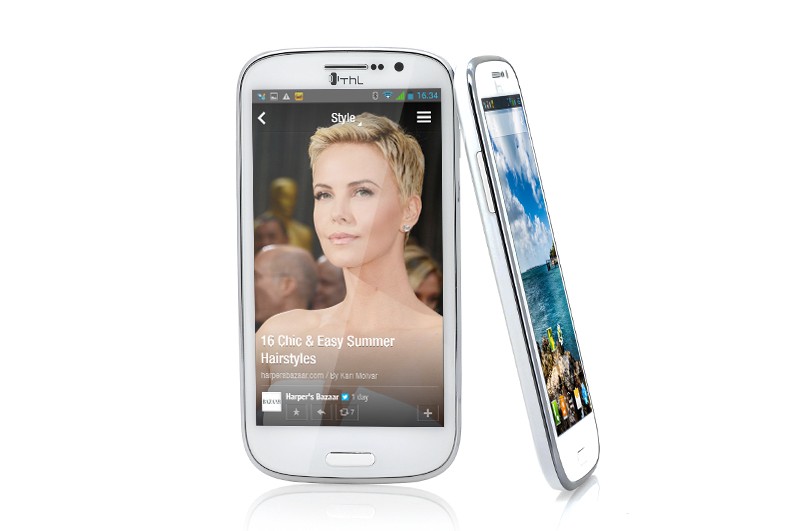 THL
16:34
Style
16 Chic & Easy Summer
Hairstyles
harpersbazaar.com / By Kari Molvar
BAZAAR
Harper's Bazaar 1 day
7